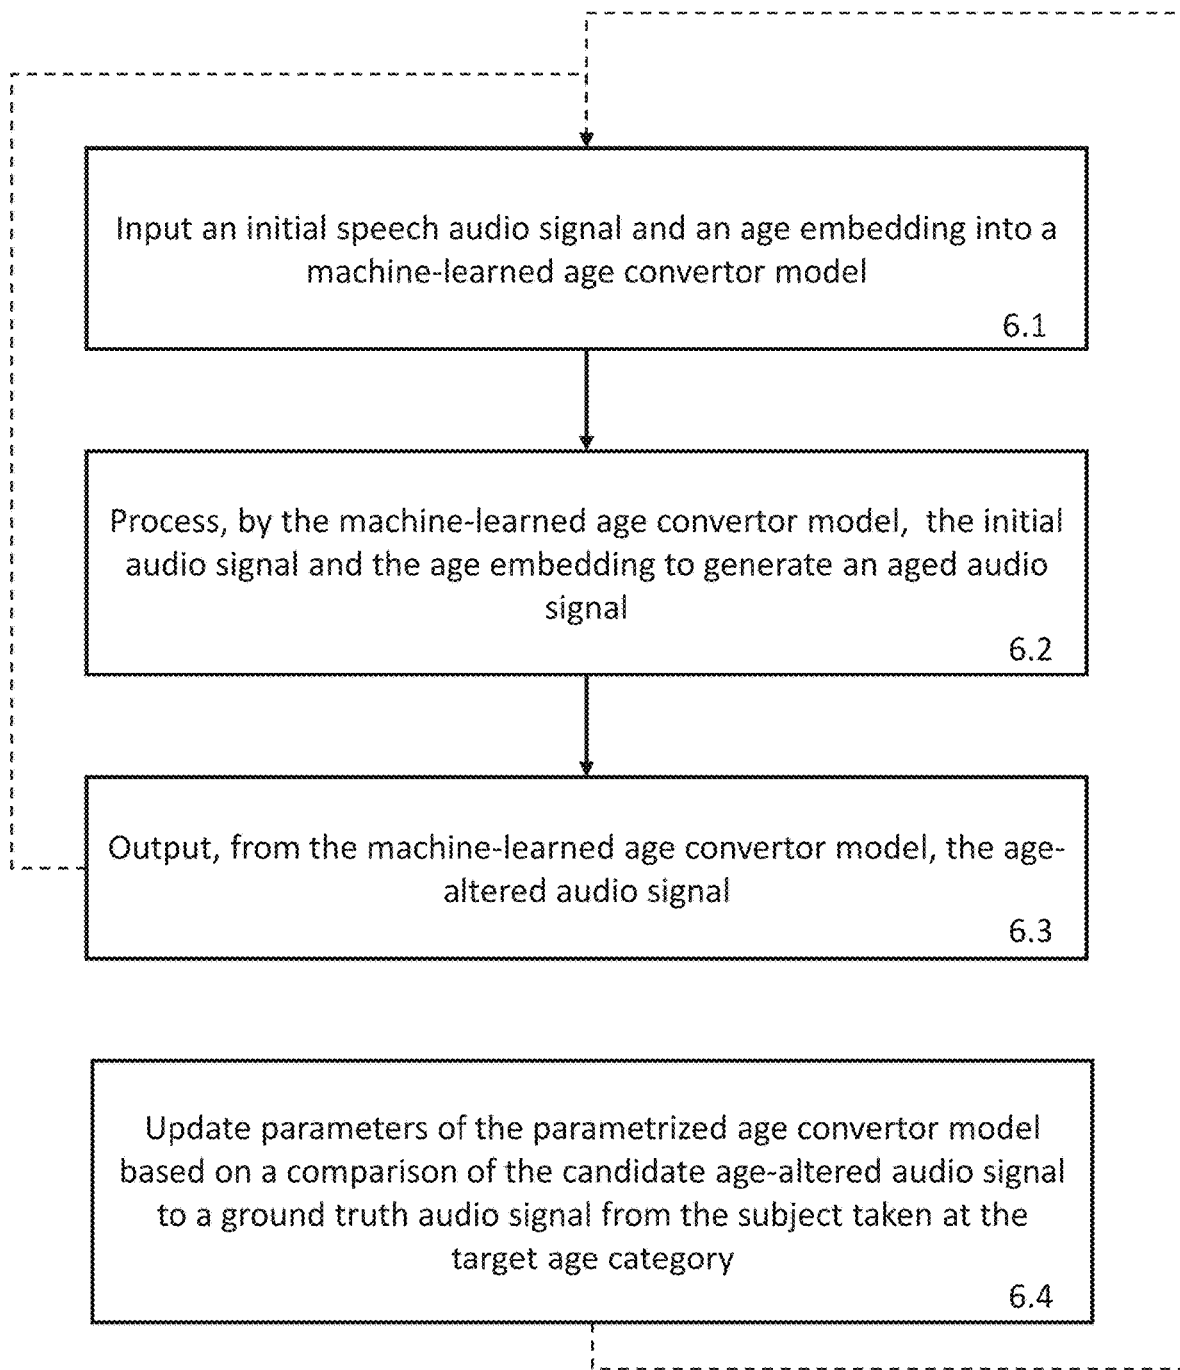 Input an initial speech audio signal and an age embedding into a
machine-learned age convertor model
6.1
Process, by the machine-learned age convertor model, the initial
audio signal and the age embedding to generate an aged audio
signal
6.2
Output, from the machine-learned age convertor model, the age-
altered audio signal
6.3
Update parameters of the parametrized age convertor model
based on a comparison of the candidate age-altered audio signal
to a ground truth audio signal from the subject taken at the
target age category
6.4